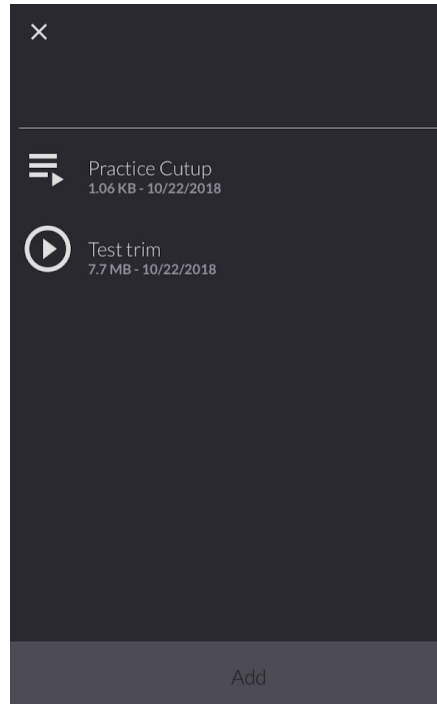 Practice Cutup
1.06 KB - 10/22/2018
Test trim
7.7 MB - 10/22/2018
Add